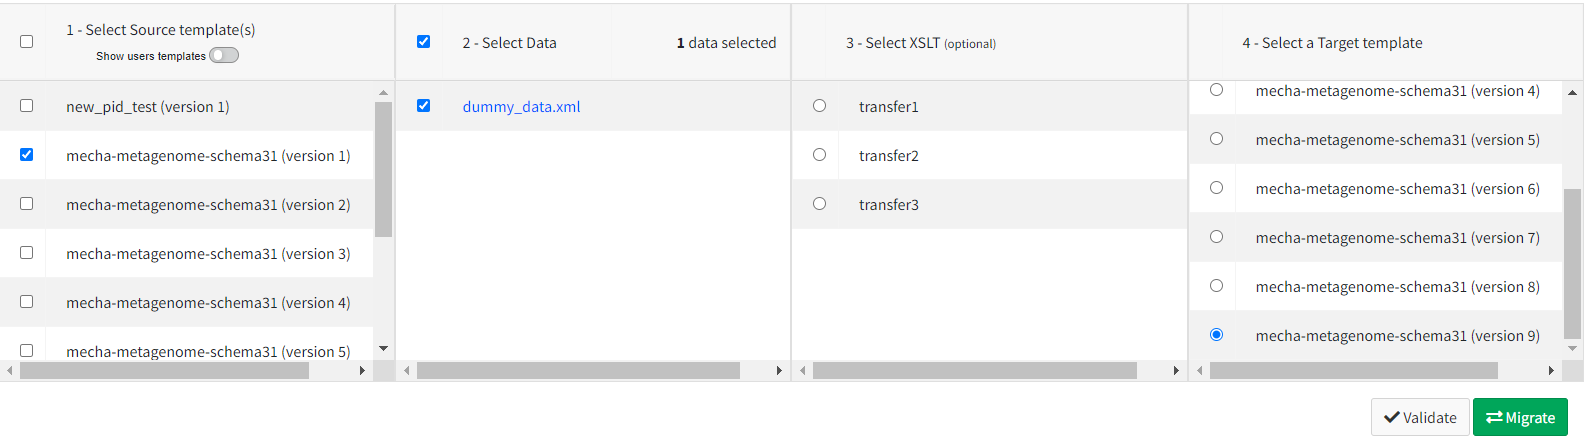 1 - Select Source template(s)
Show users templates
new_pid_test (version 1)
mecha-metagenome-schema31 (version 1)
mecha-metagenome-schema31 (version 2)
mecha-metagenome-schema31 (version 3)
mecha-metagenome-schema31 (version 4)
mecha-metagenome-schema31 (version 5)
2 - Select Data
1 data selected
dummy_data.xml
3 - Select XSLT (optional)
transfer1
transfer2
transfer3
4 - Select a Target template
mecha-metagenome-schema31 (version 4)
mecha-metagenome-schema31 (version 5)
mecha-metagenome-schema31 (version 6)
mecha-metagenome-schema31 (version 7)
mecha-metagenome-schema31 (version 8)
mecha-metagenome-schema31 (version 9)
Validate
Migrate